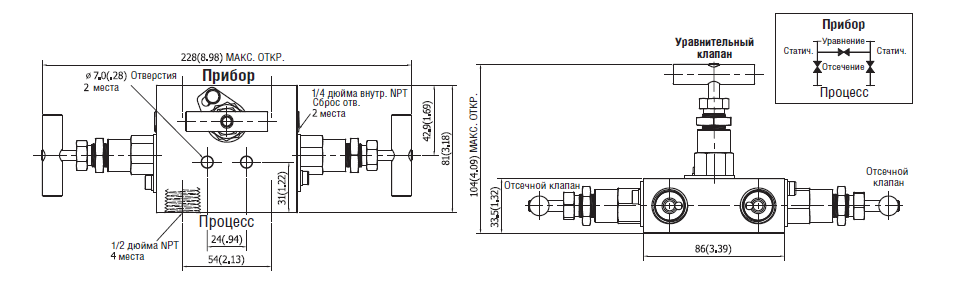 228(8.98) МАКС. ОТКР.
ø 7.0(.28) Отверстия
2 места
Прибор
1/4 дюйма внутр. NPT
Сброс отв.
2 места
42.9(1.69)
81(3.18)
31(1.22)
Процесс
1/2 дюйма NPT
4 места
24(.94)
54(2.13)
Уравнительный
клапан
104(4.09) МАКС. ОТКР.
33.5(1.32)
Отсечной клапан
Отсечной
клапан
86(3.39)
Прибор
Уравнение
Статич.
Статич.
Отсечение
Процесс